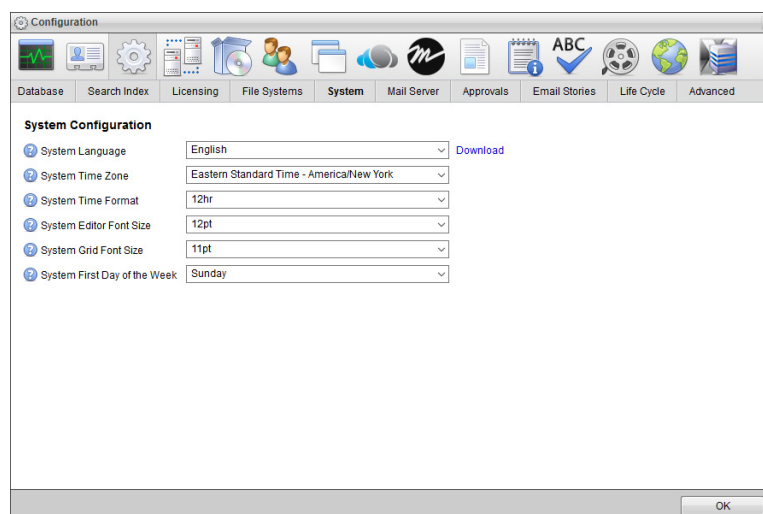 Configuration
ABC
Database Search Index Licensing File Systems System Mail Server Approvals Email Stories Life Cycle Advanced
System Configuration
System Language English Download
System Time Zone Eastern Standard Time - America/New York
System Time Format 12hr
System Editor Font Size 12pt
System Grid Font Size 11pt
System First Day of the Week Sunday
OK